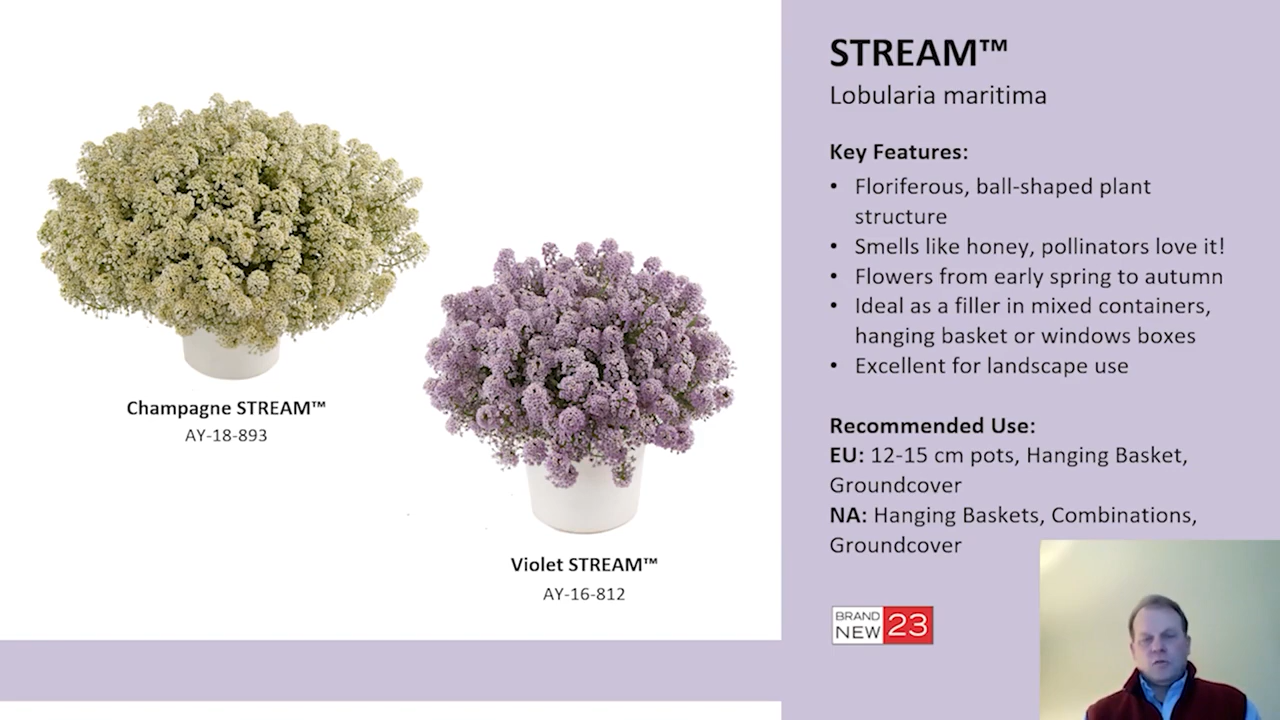 STREAM™
Lobularia maritima
Key Features:
• Floriferous, ball-shaped plant
structure
• Smells like honey, pollinators love it!
• Flowers from early spring to autumn
• Ideal as a filler in mixed containers,
hanging basket or windows boxes
• Excellent for landscape use
Recommended Use:
EU: 12-15 cm pots, Hanging Basket,
Groundcover
NA: Hanging Baskets, Combinations,
Groundcover
BRAND
NEW 23
Champagne STREAM™
AY-18-893
Violet STREAM™
AY-16-812